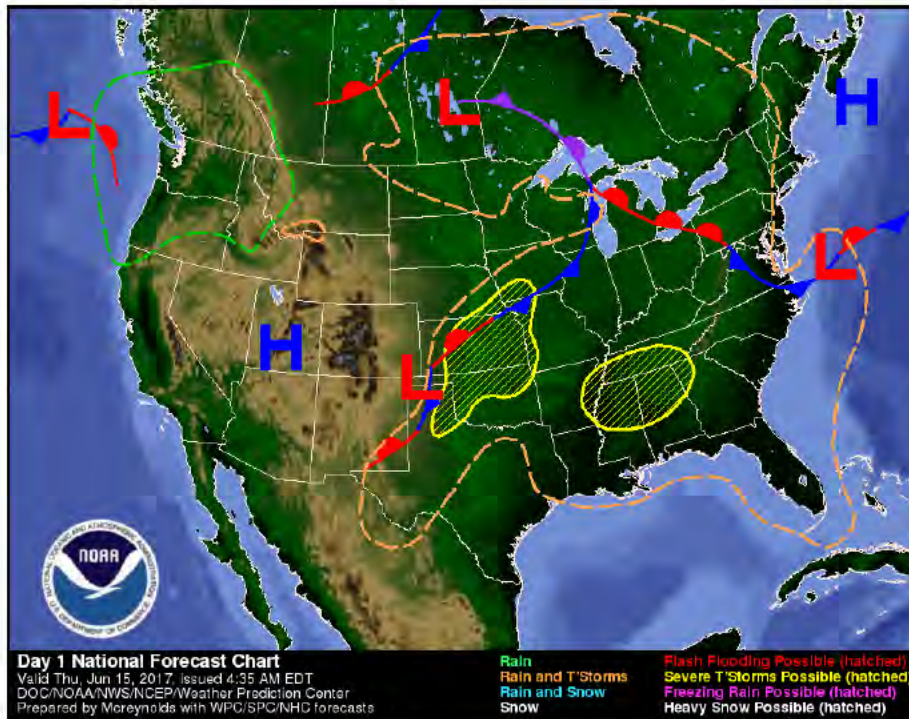 L
L
H
L
H
L
NOAA
NATIONAL OCEANIC AND ATMOSPHERIC ADMINISTRATION
U.S. DEPARTMENT OF COMMERCE
Day 1 National Forecast Chart
Valid Thu, Jun 15, 2017, issued 4:35 AM EDT
DOC/NOAA/NWS/NCEP/Weather Prediction Center
Prepared by Mcreynolds with WPC/SPC/NHC forecasts
Rain
Rain and T'Storms
Rain and Snow
Snow
Flash Flooding Possible (hatched)
Severe T'Storms Possible (hatched)
Freezing Rain Possible (hatched)
Heavy Snow Possible (hatched)